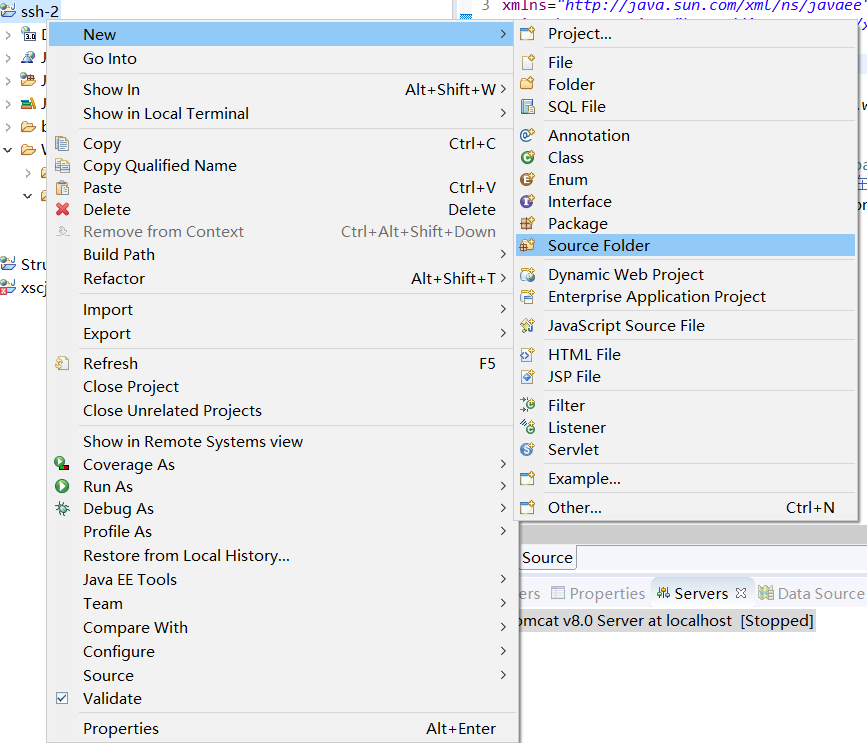 ssh-2
3 xmlns="http://java.sun.com/xml/ns/javaee"
New
Go Into
Show In Alt+Shift+W
Show in Local Terminal
Copy Ctrl+C
Copy Qualified Name
Paste Ctrl+V
Delete Delete
Remove from Context Ctrl+Alt+Shift+Down
Build Path
Refactor Alt+Shift+T
Import
Export
Refresh F5
Close Project
Close Unrelated Projects
Show in Remote Systems view
Coverage As
Run As
Debug As
Profile As
Restore from Local History...
Java EE Tools
Team
Compare With
Configure
Source
Validate
Properties Alt+Enter
Project...
File
Folder
SQL File
Annotation
Class
Enum
Interface
Package
Source Folder
Dynamic Web Project
Enterprise Application Project
JavaScript Source File
HTML File
JSP File
Filter
Listener
Servlet
Example...
Other... Ctrl+N
Stru
xscj
Source
ers Properties Servers Data Source
omcat v8.0 Server at localhost [Stopped]